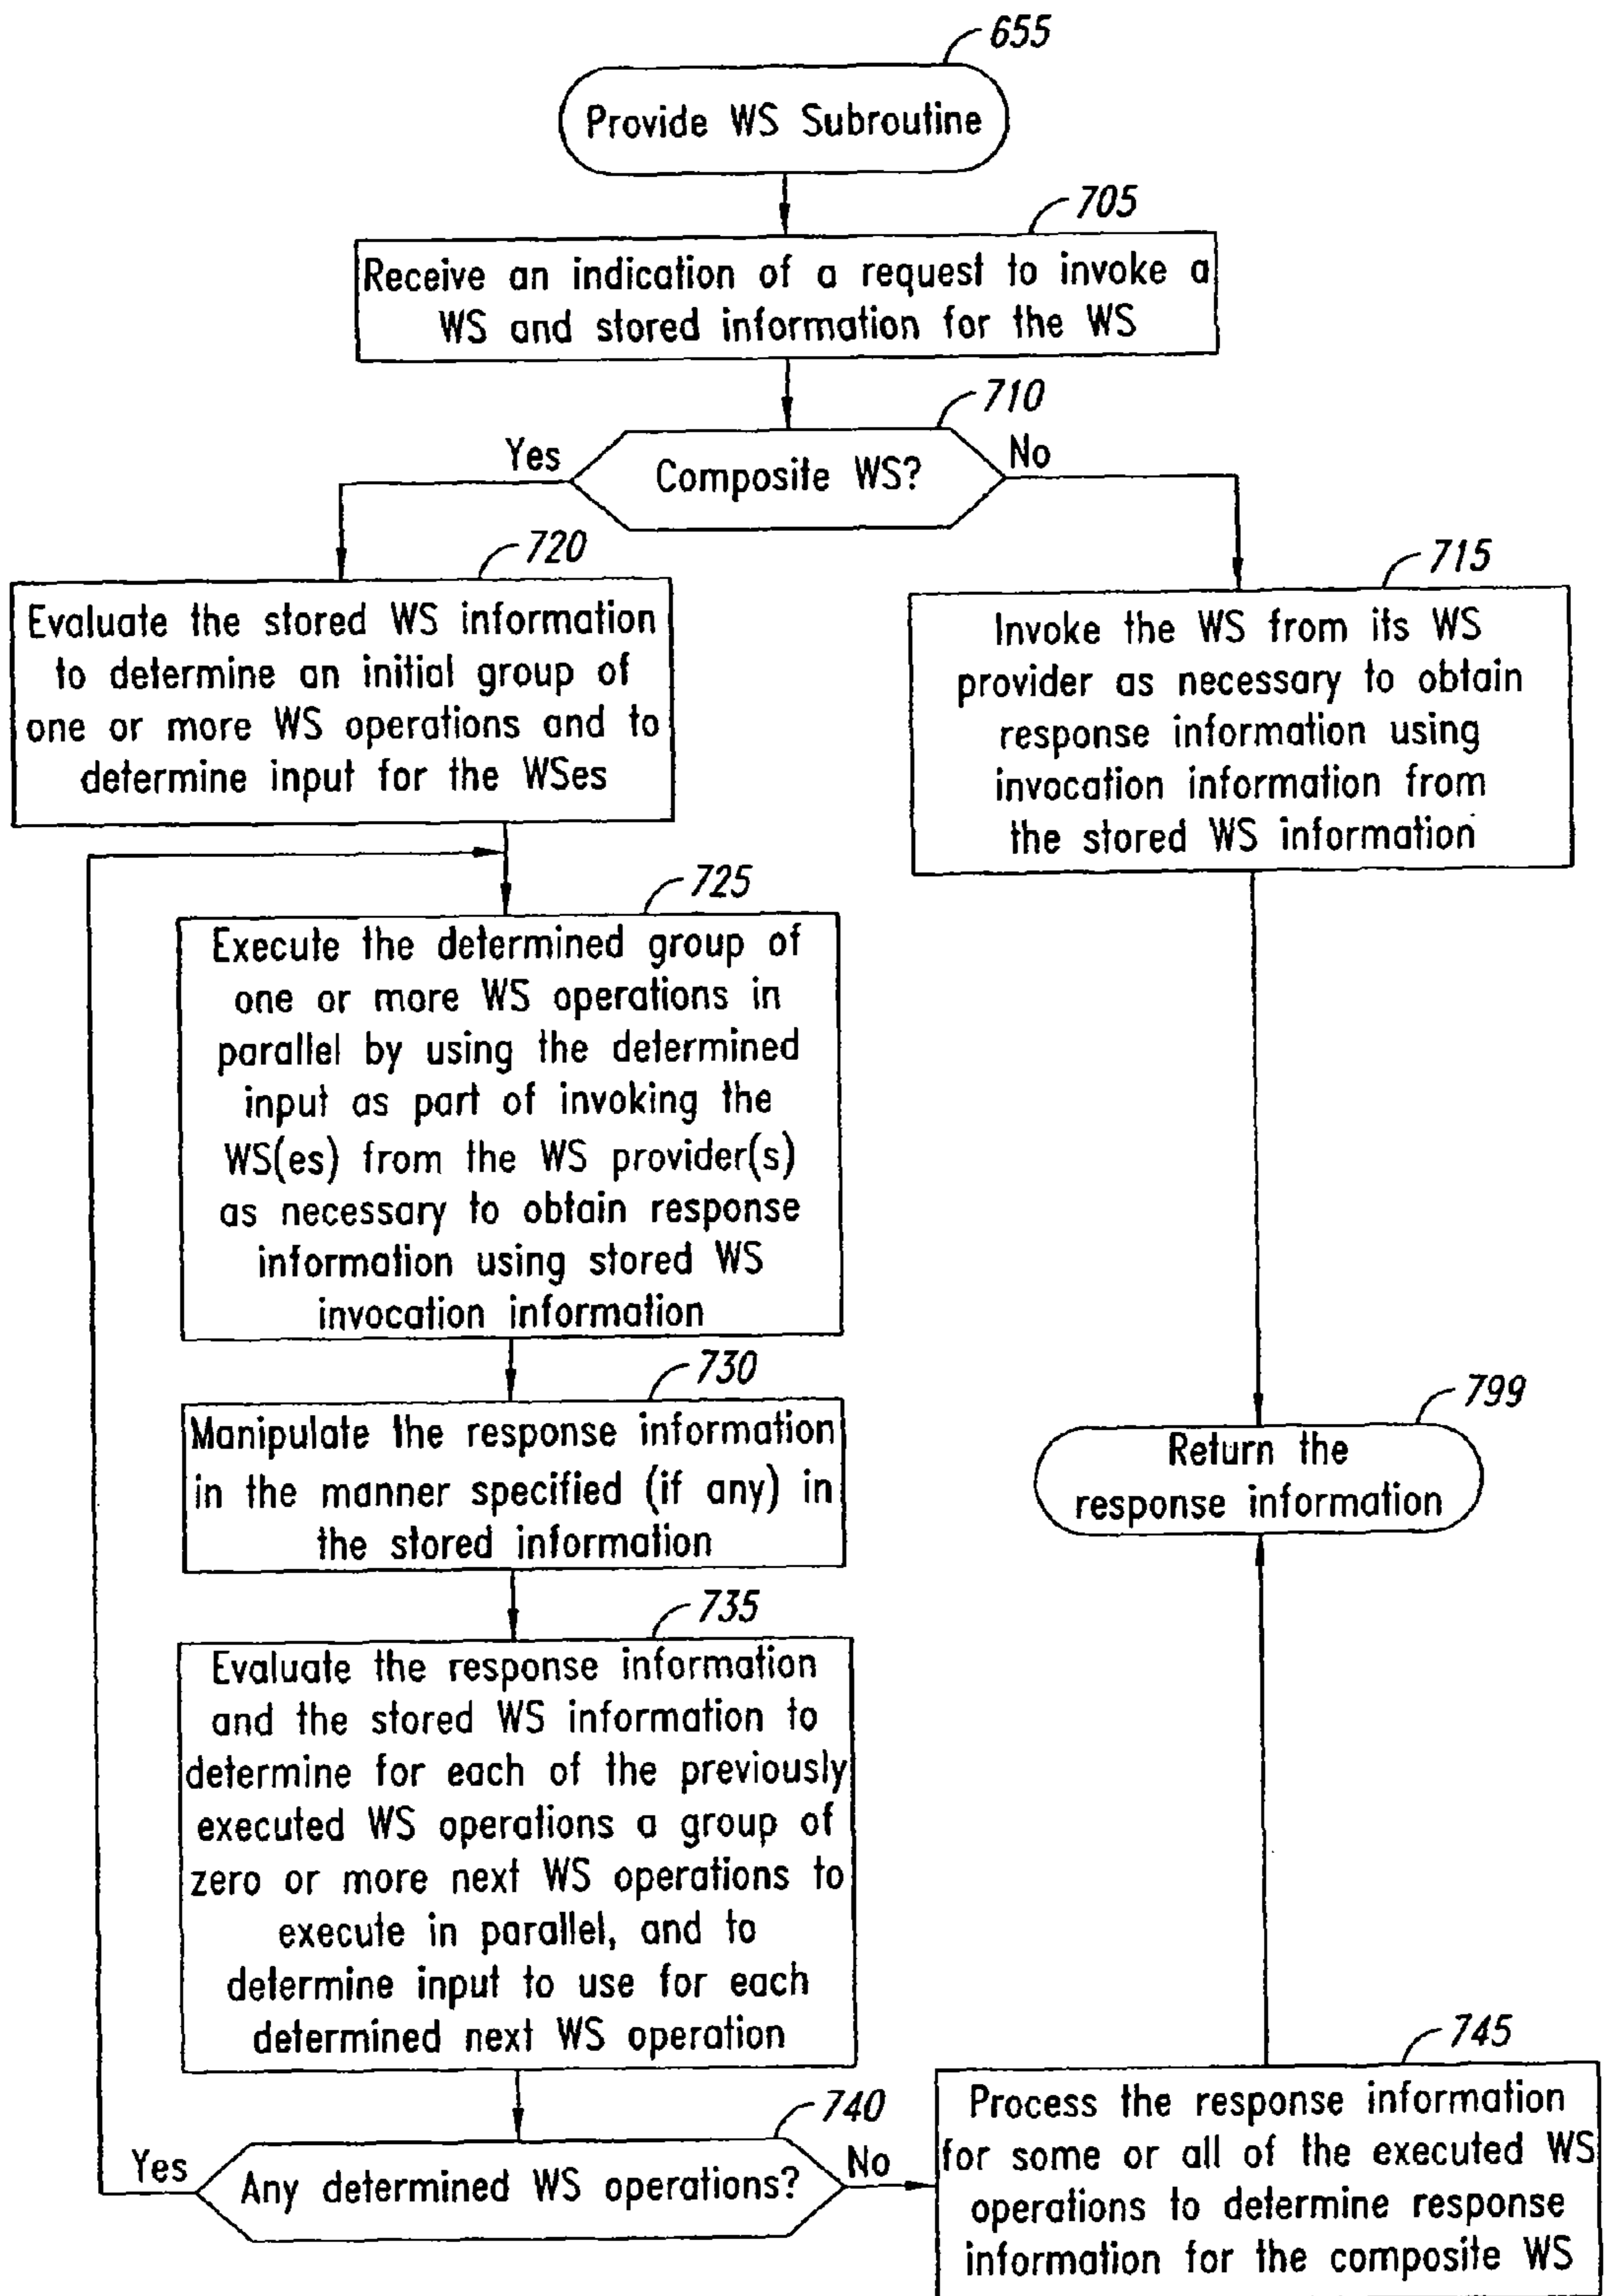 655
Provide WS Subroutine
705
Receive an indication of a request to invoke a
WS and stored information for the WS
710
Yes
Composite WS?
No
720
Evaluate the stored WS information
to determine an initial group of
one or more WS operations and to
determine input for the WSes
715
Invoke the WS from its WS
provider as necessary to obtain
response information using
invocation information from
the stored WS information
725
Execute the determined group of
one or more WS operations in
parallel by using the determined
input as part of invoking the
WS(es) from the WS provider(s)
as necessary to obtain response
information using stored WS
invocation information
730
Manipulate the response information
in the manner specified (if any) in
the stored information
799
Return the
response information
735
Evaluate the response information
and the stored WS information to
determine for each of the previously
executed WS operations a group of
zero or more next WS operations to
execute in parallel, and to
determine input to use for each
determined next WS operation
740
Yes
Any determined WS operations?
No
745
Process the response information
for some or all of the executed WS
operations to determine response
information for the composite WS